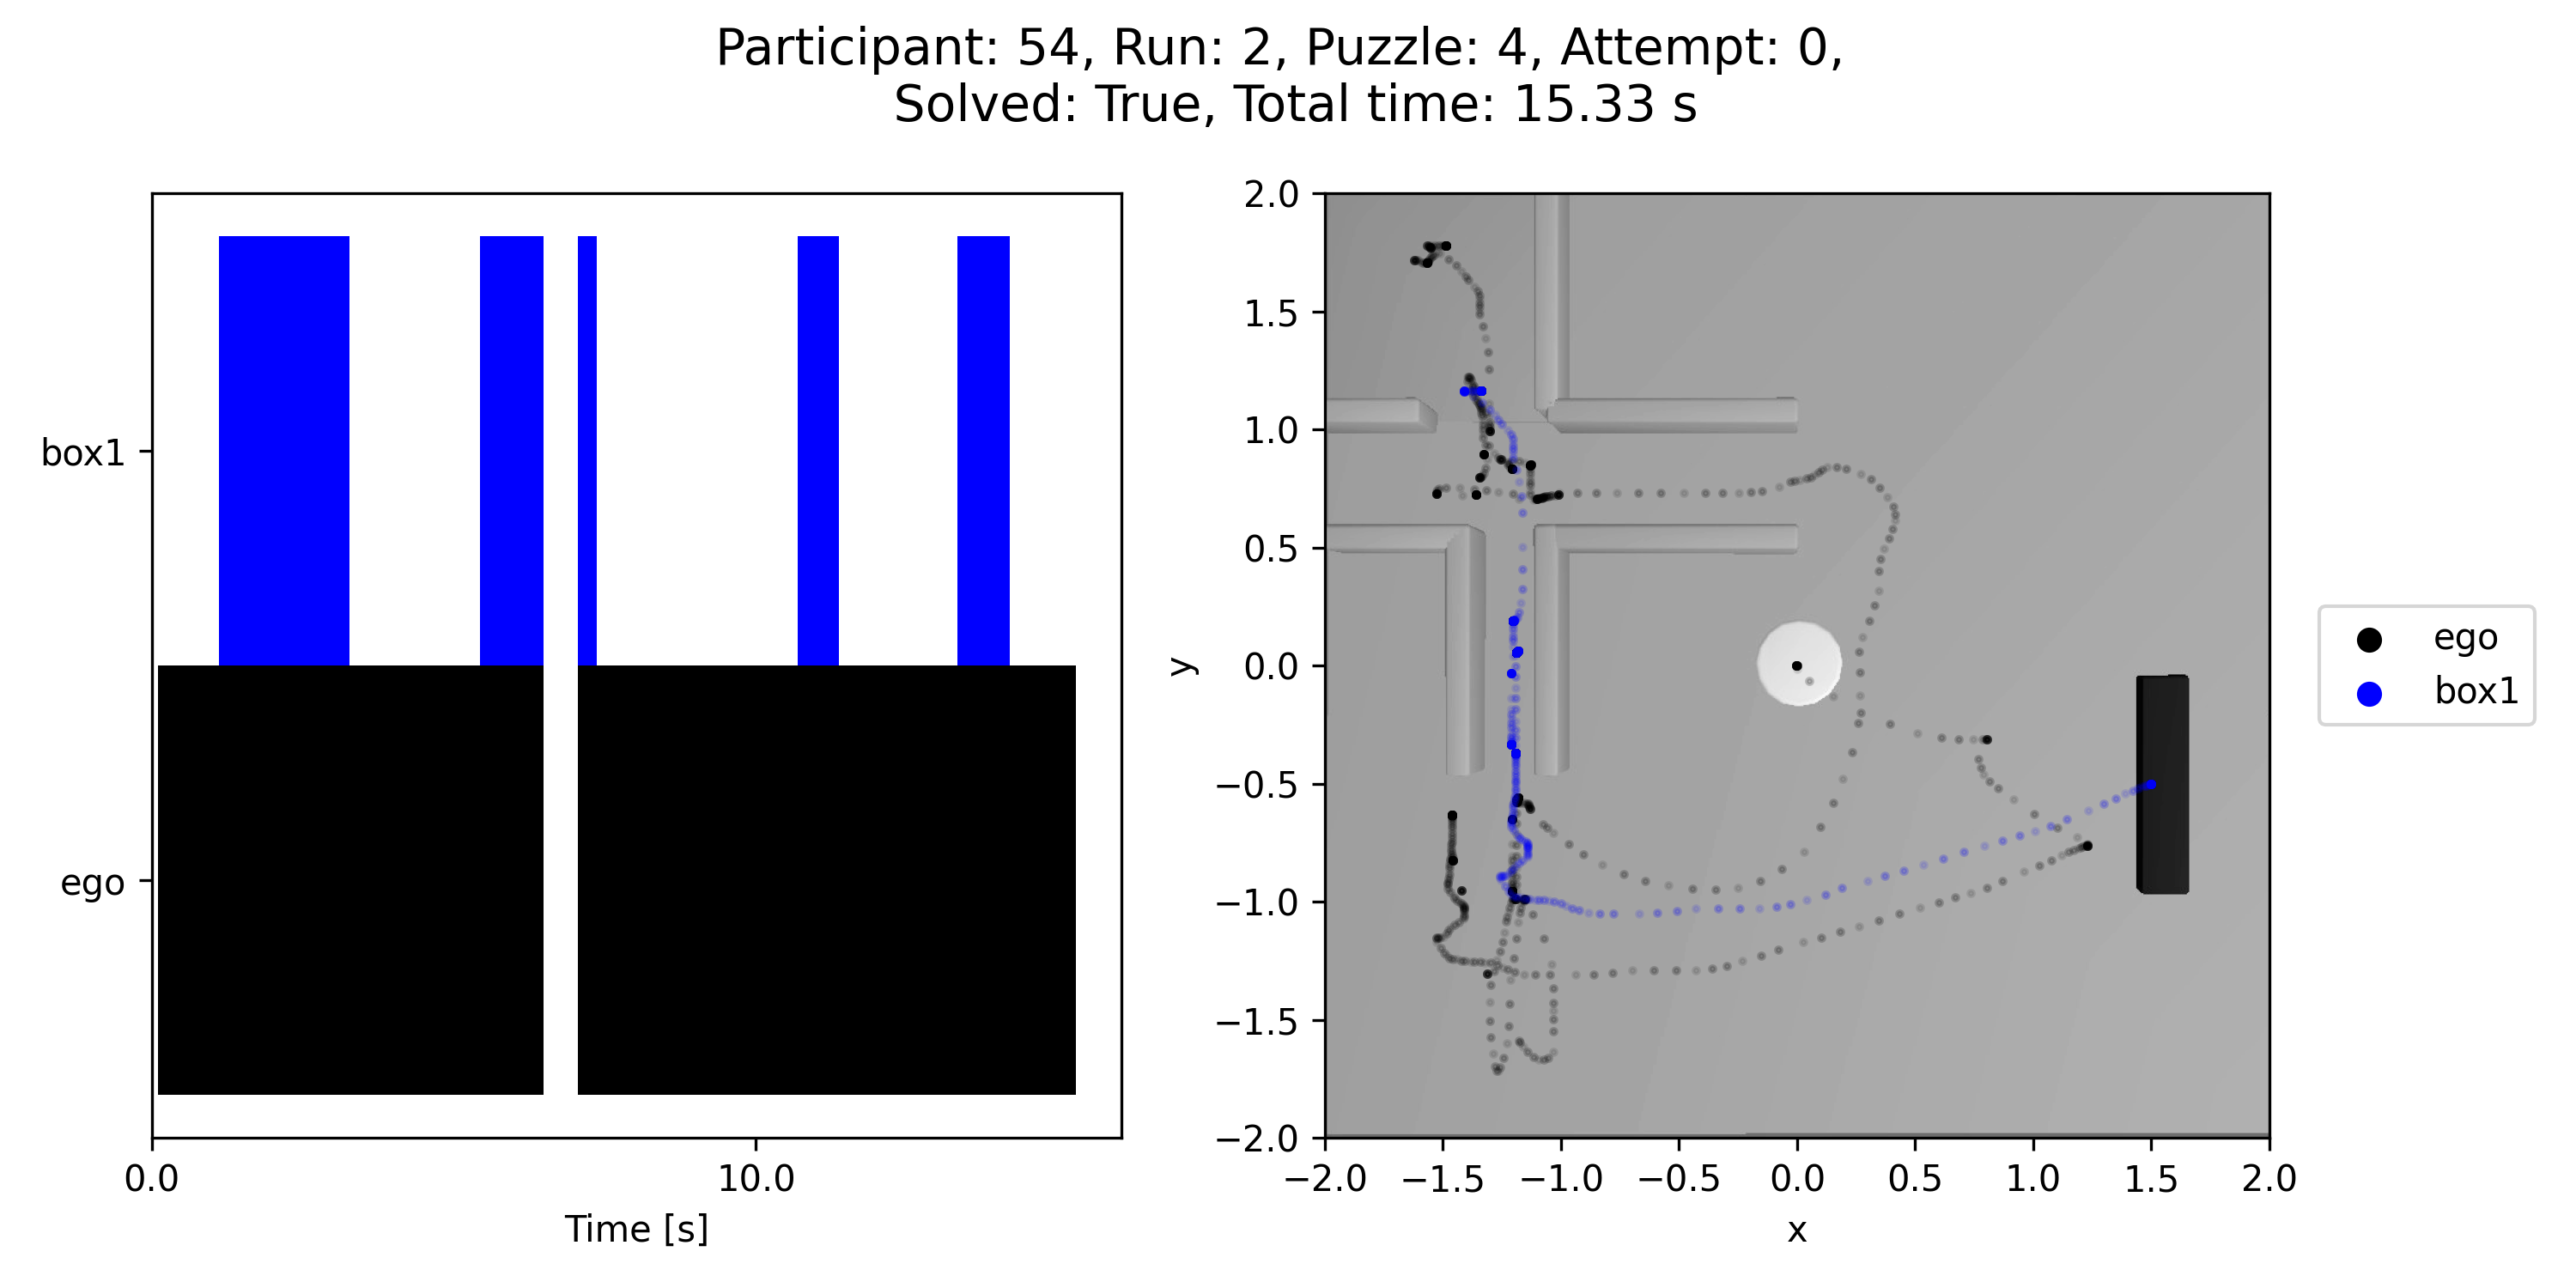 Participant: 54, Run: 2, Puzzle: 4, Attempt: 0,
Solved: True, Total time: 15.33 s
box1
ego
0.0
10.0
Time [s]
2.0
1.5
1.0
0.5
0.0
−0.5
−1.0
−1.5
−2.0
y
−2.0
−1.5
−1.0
−0.5
0.0
0.5
1.0
1.5
2.0
x
ego
box1